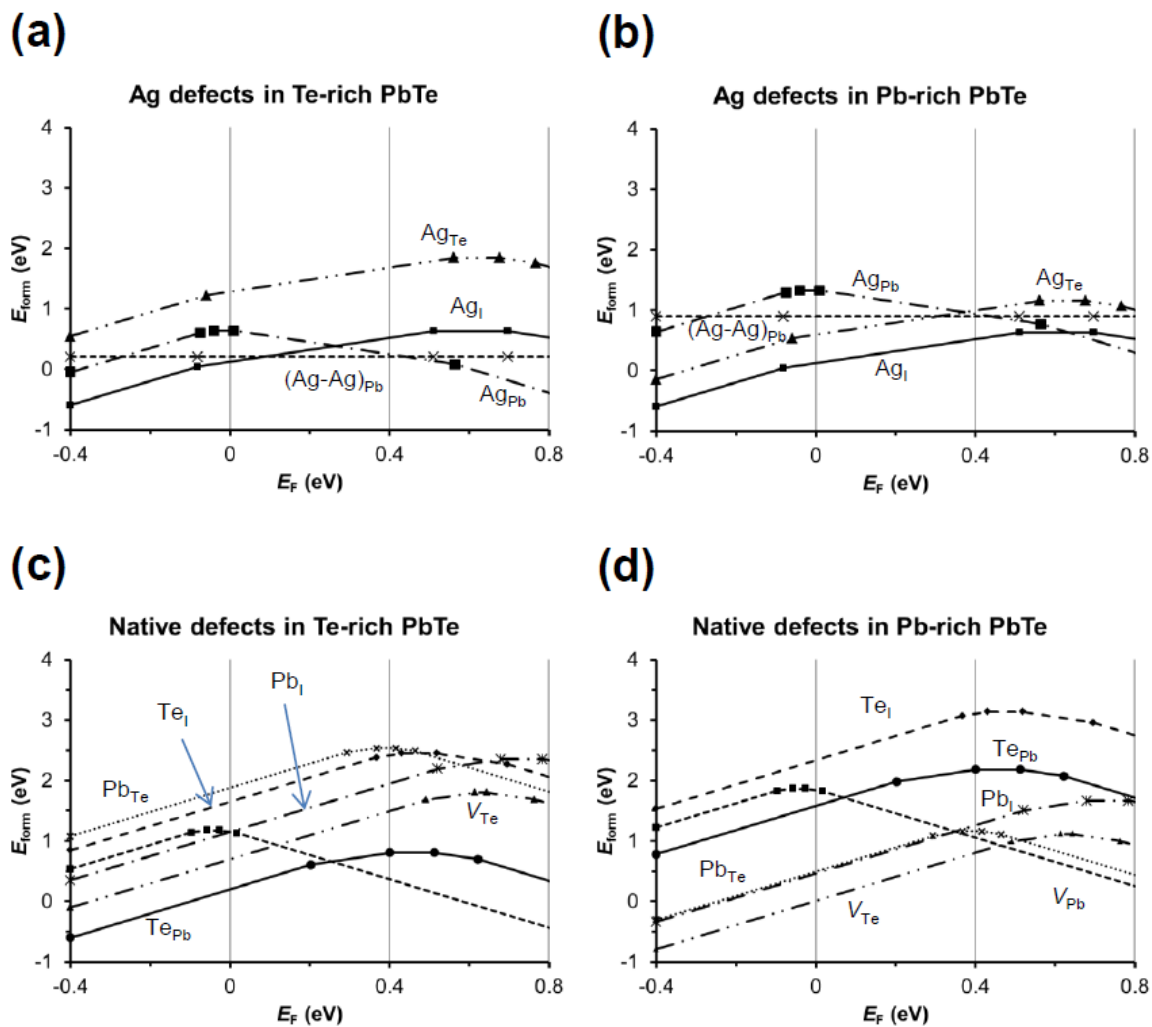 (a)
Ag defects in Te-rich PbTe
4
3
2
1
0
-1
E_form (eV)
Ag_Te
Ag_I
(Ag-Ag)_Pb
Ag_Pb
-0.4
0
0.4
0.8
E_F (eV)
(b)
Ag defects in Pb-rich PbTe
4
3
2
1
0
-1
E_form (eV)
Ag_Pb
Ag_Te
(Ag-Ag)_Pb
Ag_I
-0.4
0
0.4
0.8
E_F (eV)
(c)
Native defects in Te-rich PbTe
4
3
2
1
0
-1
E_form (eV)
Pb_I
Te_I
Pb_Te
V_Te
Te_Pb
-0.4
0
0.4
0.8
E_F (eV)
(d)
Native defects in Pb-rich PbTe
4
3
2
1
0
-1
E_form (eV)
Te_I
Te_Pb
Pb_I
Pb_Te
V_Te
V_Pb
-0.4
0
0.4
0.8
E_F (eV)